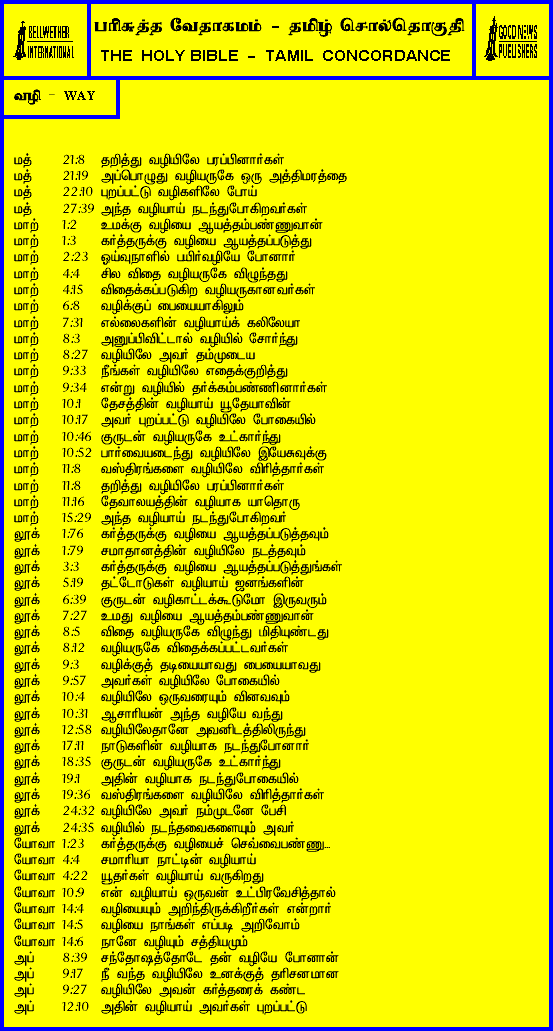 BELLWETHER
INTERNATIONAL
பரிசுத்த வேதாகமம் - தமிழ் சொல்தொகுதி
THE HOLY BIBLE - TAMIL CONCORDANCE
GOOD NEWS
PUBLISHERS
வழி - WAY
மத் 21:8 தறித்து வழியிலே பரப்பினார்கள்
மத் 21:19 அப்பொழுது வழியருகே ஒரு அத்திமரத்தை
மத் 22:10 புறப்பட்டு வழிகளிலே போய்
மத் 27:39 அந்த வழியாய் நடந்துபோகிறவர்கள்
மாற் 1:2 உமக்கு வழியை ஆயத்தம்பண்ணுவான்
மாற் 1:3 கர்த்தருக்கு வழியை ஆயத்தப்படுத்து
மாற் 2:23 ஓய்வுநாளில் பயிர்வழியே போனார்
மாற் 4:4 சில விதை வழியருகே விழுந்தது
மாற் 4:15 விதைக்கப்படுகிற வழியருகானவர்கள்
மாற் 6:8 வழிக்குப் பையையாகிலும்
மாற் 7:31 எல்லைகளின் வழியாய்க் கலிலேயா
மாற் 8:3 அனுப்பிவிட்டால் வழியில் சோர்ந்து
மாற் 8:27 வழியிலே அவர் தம்முடைய
மாற் 9:33 நீங்கள் வழியிலே எதைக்குறித்து
மாற் 9:34 என்று வழியில் தர்க்கம்பண்ணினார்கள்
மாற் 10:1 தேசத்தின் வழியாய் யூதேயாவின்
மாற் 10:17 அவர் புறப்பட்டு வழியிலே போகையில்
மாற் 10:46 குருடன் வழியருகே உட்கார்ந்து
மாற் 10:52 பார்வையடைந்து வழியிலே இயேசுவுக்கு
மாற் 11:8 வஸ்திரங்களை வழியிலே விரித்தார்கள்
மாற் 11:8 தறித்து வழியிலே பரப்பினார்கள்
மாற் 11:16 தேவாலயத்தின் வழியாக யாதொரு
மாற் 15:29 அந்த வழியாய் நடந்துபோகிறவர்
லூக் 1:76 கர்த்தருக்கு வழியை ஆயத்தப்படுத்தவும்
லூக் 1:79 சமாதானத்தின் வழியிலே நடத்தவும்
லூக் 3:3 கர்த்தருக்கு வழியை ஆயத்தப்படுத்துங்கள்
லூக் 5:19 தட்டோடுகள் வழியாய் ஜனங்களின்
லூக் 6:39 குருடன் வழிகாட்டக்கூடுமோ இருவரும்
லூக் 7:27 உமது வழியை ஆயத்தம்பண்ணுவான்
லூக் 8:5 விதை வழியருகே விழுந்து மிதியுண்டது
லூக் 8:12 வழியருகே விதைக்கப்பட்டவர்கள்
லூக் 9:3 வழிக்குத் தடியையாவது பையையாவது
லூக் 9:57 அவர்கள் வழியிலே போகையில்
லூக் 10:4 வழியிலே ஒருவரையும் வினவவும்
லூக் 10:31 ஆசாரியன் அந்த வழியே வந்து
லூக் 12:58 வழியிலேதானே அவனிடத்திலிருந்து
லூக் 17:11 நாடுகளின் வழியாக நடந்துபோனார்
லூக் 18:35 குருடன் வழியருகே உட்கார்ந்து
லூக் 19:1 அதின் வழியாக நடந்துபோகையில்
லூக் 19:36 வஸ்திரங்களை வழியிலே விரித்தார்கள்
லூக் 24:32 வழியிலே அவர் நம்முடனே பேசி
லூக் 24:35 வழியில் நடந்தவைகளையும் அவர்
யோவா 1:23 கர்த்தருக்கு வழியைச் செவ்வைபண்ணு...
யோவா 4:4 சமாரியா நாட்டின் வழியாய்
யோவா 4:22 யூதர்கள் வழியாய் வருகிறது
யோவா 10:9 என் வழியாய் ஒருவன் உட்பிரவேசித்தால்
யோவா 14:4 வழியையும் அறிந்திருக்கிறீர்கள் என்றார்
யோவா 14:5 வழியை நாங்கள் எப்படி அறிவோம்
யோவா 14:6 நானே வழியும் சத்தியமும்
அப் 8:39 சந்தோஷத்தோடே தன் வழியே போனான்
அப் 9:17 நீ வந்த வழியிலே உனக்குத் தரிசனமான
அப் 9:27 வழியிலே அவன் கர்த்தரைக் கண்ட
அப் 12:10 அதின் வழியாய் அவர்கள் புறப்பட்டு